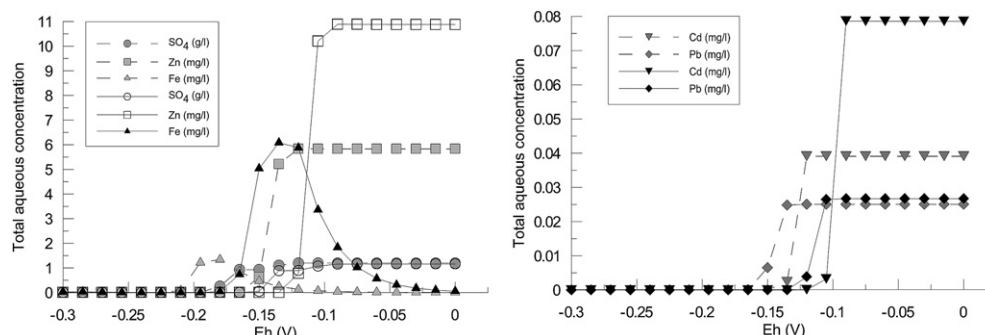 11
10
9
8
7
6
5
4
3
2
1
0
Total aqueous concentration
SO4 (g/l)
Zn (mg/l)
Fe (mg/l)
SO4 (g/l)
Zn (mg/l)
Fe (mg/l)
-0.3 -0.25 -0.2 -0.15 -0.1 -0.05 0
Eh (V)
0.08
0.07
0.06
0.05
0.04
0.03
0.02
0.01
0
Total aqueous concentration
Cd (mg/l)
Pb (mg/l)
Cd (mg/l)
Pb (mg/l)
-0.3 -0.25 -0.2 -0.15 -0.1 -0.05 0
Eh (V)